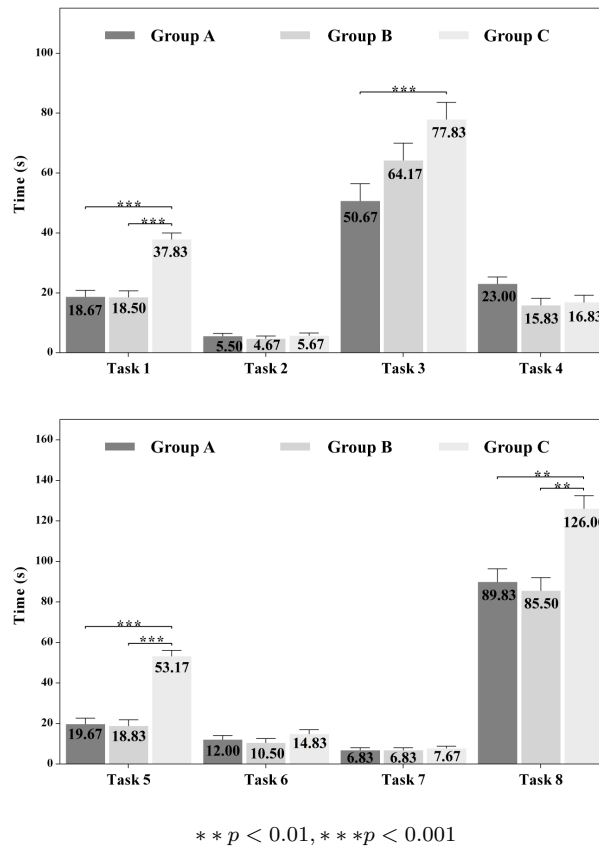 Group A Group B Group C
100
80
60
40
20
0
Time (s)
***
***
***
18.67 18.50 37.83
5.50 4.67 5.67
50.67 64.17 77.83
23.00 15.83 16.83
Task 1 Task 2 Task 3 Task 4
Group A Group B Group C
160
140
120
100
80
60
40
20
0
Time (s)
***
***
**
**
19.67 18.83 53.17
12.00 10.50 14.83
6.83 6.83 7.67
89.83 85.50 126.00
Task 5 Task 6 Task 7 Task 8
** p < 0.01, *** p < 0.001